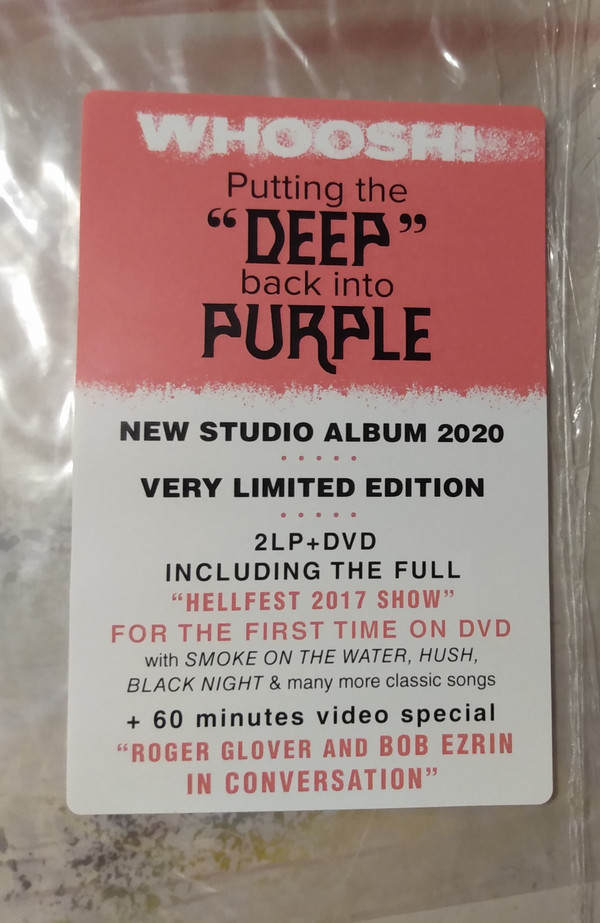 WHOOSH!
Putting the
“DEEP”
back into
PURPLE
NEW STUDIO ALBUM 2020
VERY LIMITED EDITION
2LP+DVD
INCLUDING THE FULL
“HELLFEST 2017 SHOW”
FOR THE FIRST TIME ON DVD
with SMOKE ON THE WATER, HUSH,
BLACK NIGHT & many more classic songs
+ 60 minutes video special
“ROGER GLOVER AND BOB EZRIN
IN CONVERSATION”